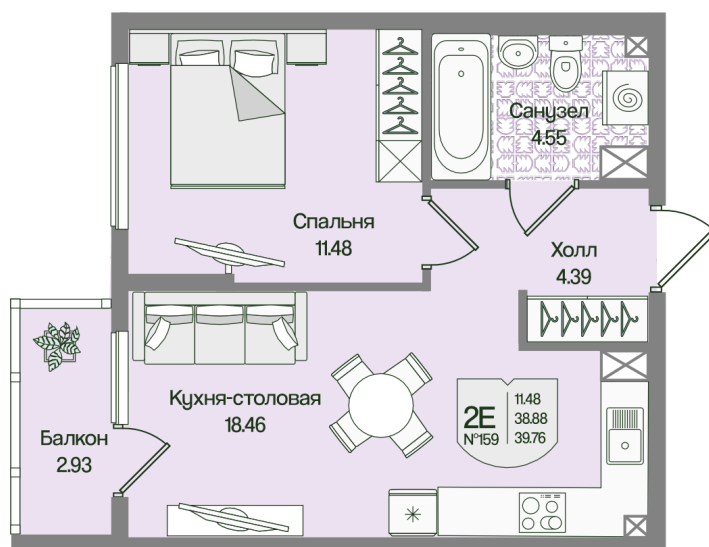 Санузел
4.55
Спальня
11.48
Холл
4.39
Кухня-столовая
18.46
2Е
N°159
11.48
38.88
39.76
Балкон
2.93